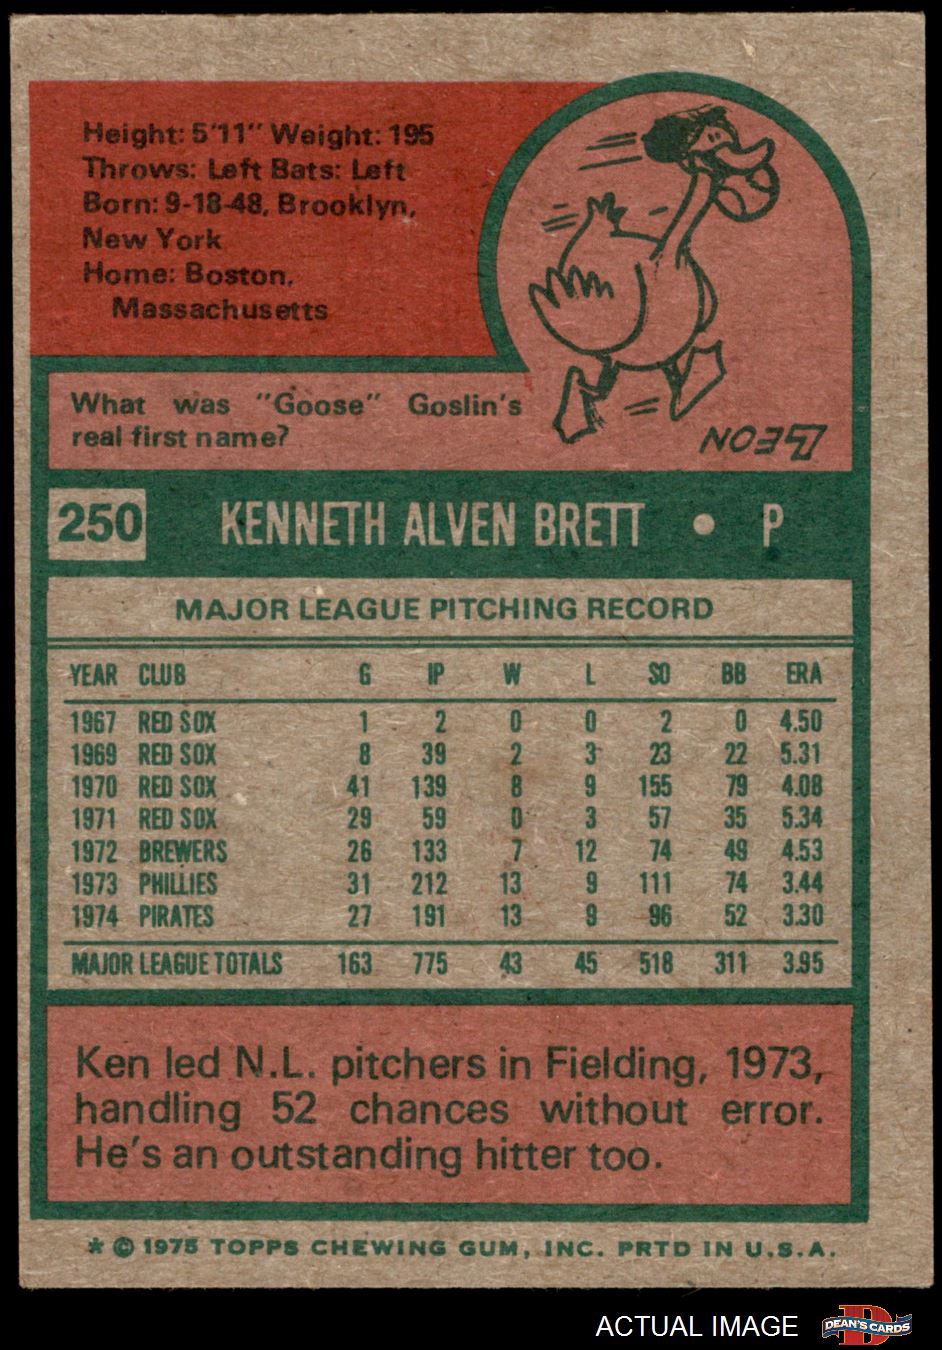 Height: 5'11" Weight: 195
Throws: Left Bats: Left
Born: 9-18-48, Brooklyn,
New York
Home: Boston,
Massachusetts
What was "Goose" Goslin's
real first name?
LEON
250 KENNETH ALVEN BRETT • P
MAJOR LEAGUE PITCHING RECORD
YEAR CLUB G IP W L SO BB ERA
1967 RED SOX 1 2 0 0 2 0 4.50
1969 RED SOX 8 39 2 3 23 22 5.31
1970 RED SOX 41 139 8 9 155 79 4.08
1971 RED SOX 29 59 0 3 57 35 5.34
1972 BREWERS 26 133 7 12 74 49 4.53
1973 PHILLIES 31 212 13 9 111 74 3.44
1974 PIRATES 27 191 13 9 96 52 3.30
MAJOR LEAGUE TOTALS 163 775 43 45 518 311 3.95
Ken led N.L. pitchers in Fielding, 1973,
handling 52 chances without error.
He's an outstanding hitter too.
* © 1975 TOPPS CHEWING GUM, INC. PRTD IN U.S.A.
ACTUAL IMAGE DEAN'S CARDS